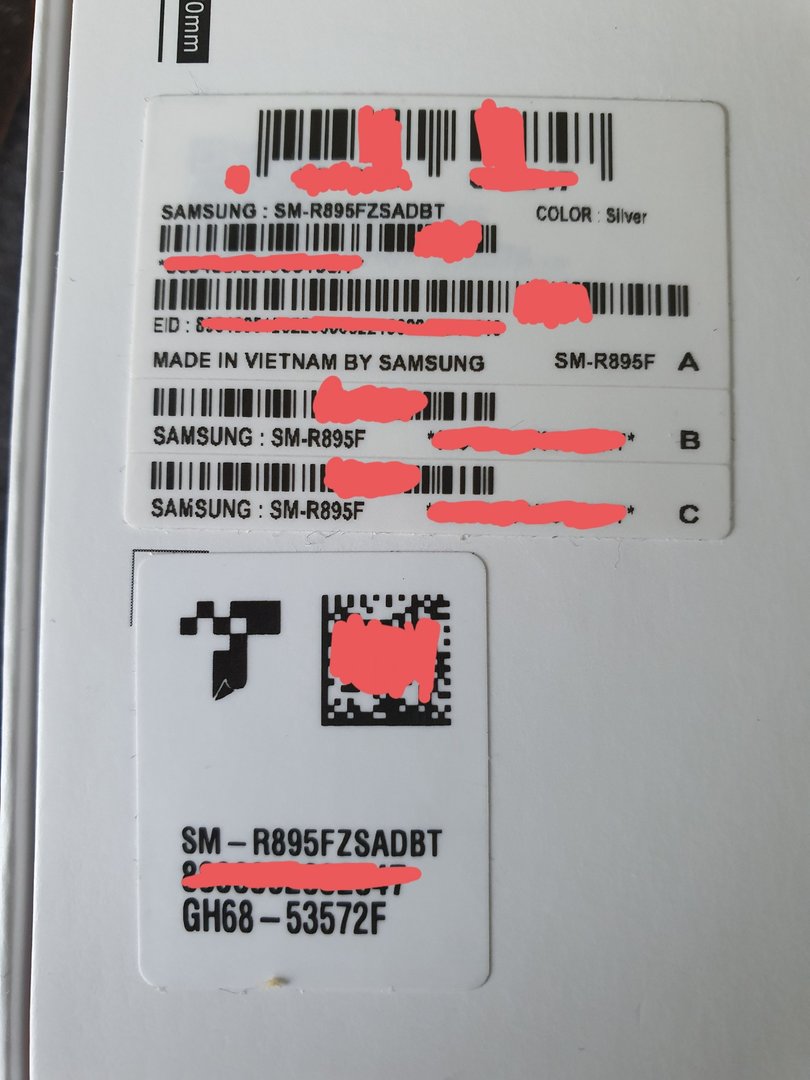 0mm
SAMSUNG : SM-R895FZSADBT COLOR : Silver
EID :
MADE IN VIETNAM BY SAMSUNG SM-R895F A
SAMSUNG : SM-R895F * * B
SAMSUNG : SM-R895F * * C
SM-R895FZSADBT
GH68-53572F